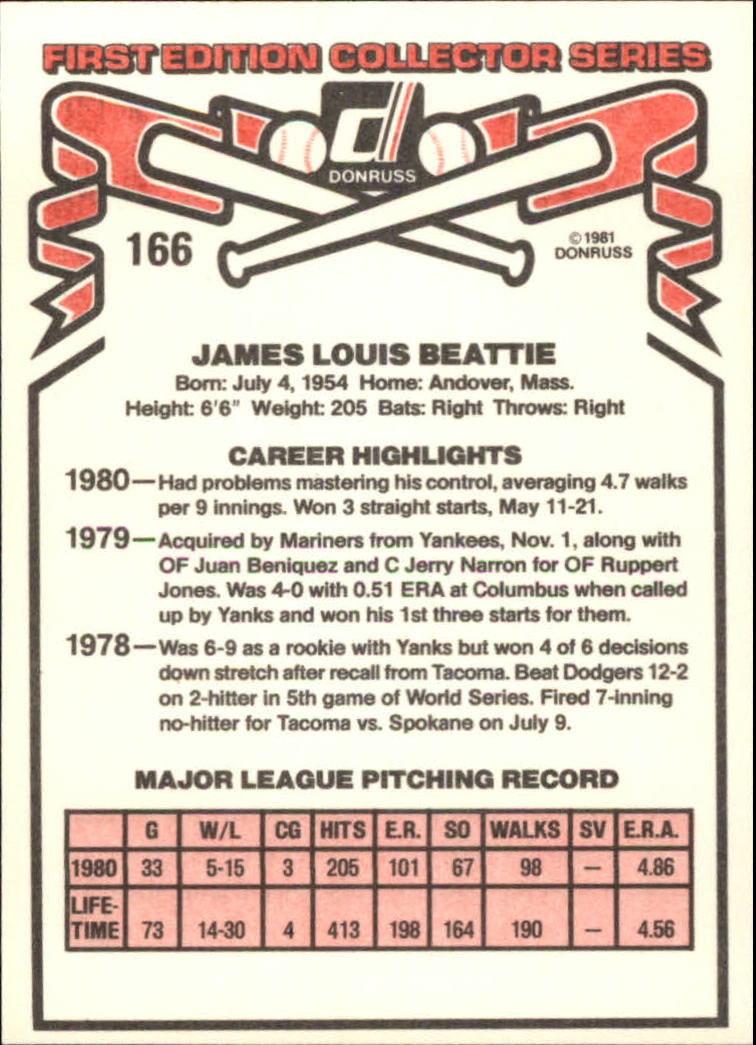 FIRST EDITION COLLECTOR SERIES
d
DONRUSS
166
© 1981
DONRUSS
JAMES LOUIS BEATTIE
Born: July 4, 1954 Home: Andover, Mass.
Height: 6'6" Weight: 205 Bats: Right Throws: Right
CAREER HIGHLIGHTS
1980—Had problems mastering his control, averaging 4.7 walks
per 9 innings. Won 3 straight starts, May 11-21.
1979—Acquired by Mariners from Yankees, Nov. 1, along with
OF Juan Beniquez and C Jerry Narron for OF Ruppert
Jones. Was 4-0 with 0.51 ERA at Columbus when called
up by Yanks and won his 1st three starts for them.
1978—Was 6-9 as a rookie with Yanks but won 4 of 6 decisions
down stretch after recall from Tacoma. Beat Dodgers 12-2
on 2-hitter in 5th game of World Series. Fired 7-inning
no-hitter for Tacoma vs. Spokane on July 9.
MAJOR LEAGUE PITCHING RECORD
G W/L CG HITS E.R. SO WALKS SV E.R.A.
1980 33 5-15 3 205 101 67 98 — 4.86
LIFE-
TIME 73 14-30 4 413 198 164 190 — 4.56